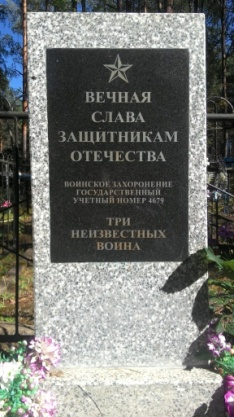 ВЕЧНАЯ
СЛАВА
ЗАЩИТНИКАМ
ОТЕЧЕСТВА
ВОИНСКОЕ ЗАХОРОНЕНИЕ
ГОСУДАРСТВЕННЫЙ
УЧЕТНЫЙ НОМЕР 4679
ТРИ
НЕИЗВЕСТНЫХ
ВОИНА